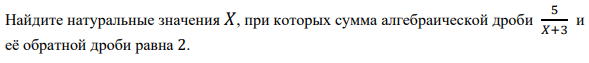 Найдите натуральные значения X, при которых сумма алгебраической дроби 5/(X+3) и
её обратной дроби равна 2.